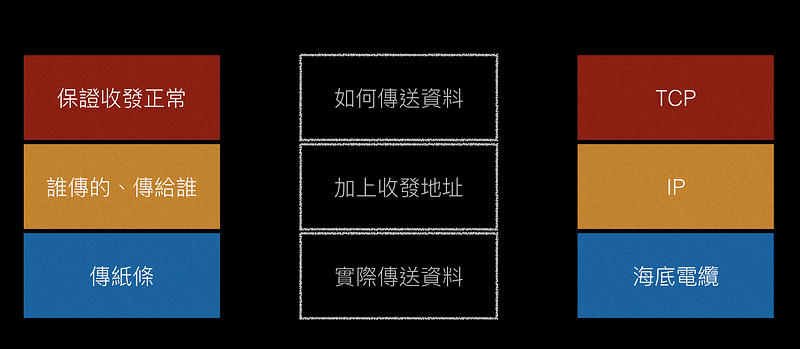 保證收發正常
如何傳送資料
TCP
誰傳的、傳給誰
加上收發地址
IP
傳紙條
實際傳送資料
海底電纜